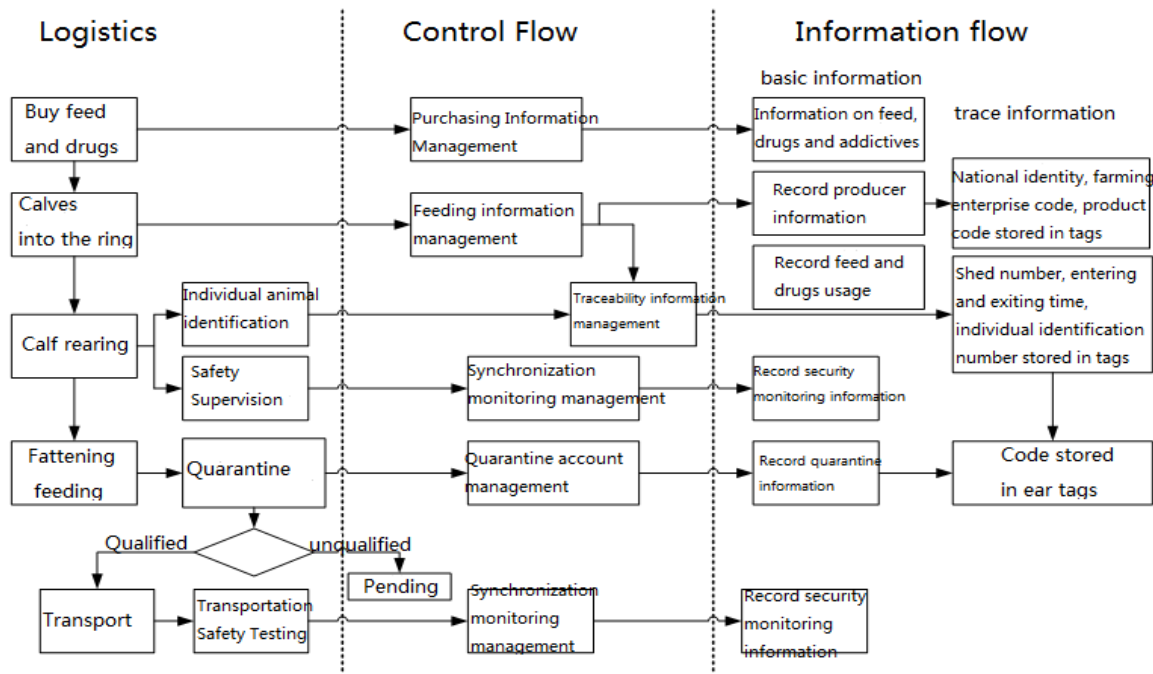 Logistics
Control Flow
Information flow
basic information
trace information
Buy feed
and drugs
Purchasing Information
Management
Information on feed,
drugs and addictives
Calves
into the ring
Feeding information
management
Record producer
information
National identity, farming
enterprise code, product
code stored in tags
Record feed and
drugs usage
Individual animal
identification
Traceability information
management
Shed number, entering
and exiting time,
individual identification
number stored in tags
Calf rearing
Safety
Supervision
Synchronization
monitoring management
Record security
monitoring information
Fattening
feeding
Quarantine
Quarantine account
management
Record quarantine
information
Code stored
in ear tags
Qualified
unqualified
Pending
Transport
Transportation
Safety Testing
Synchronization
monitoring
management
Record security
monitoring
information